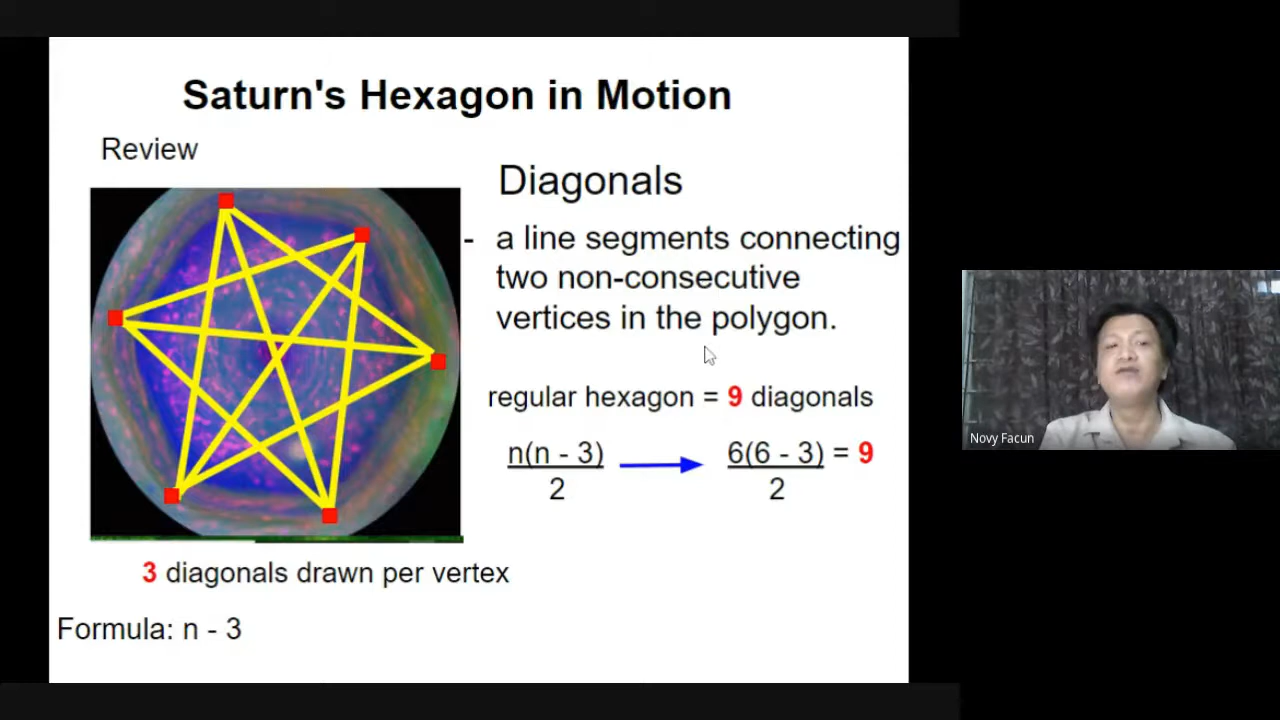 Saturn's Hexagon in Motion
Review
Diagonals
- a line segments connecting
two non-consecutive
vertices in the polygon.
regular hexagon = 9 diagonals
n(n - 3)
2
6(6 - 3) = 9
2
3 diagonals drawn per vertex
Formula: n - 3
Novy Facun